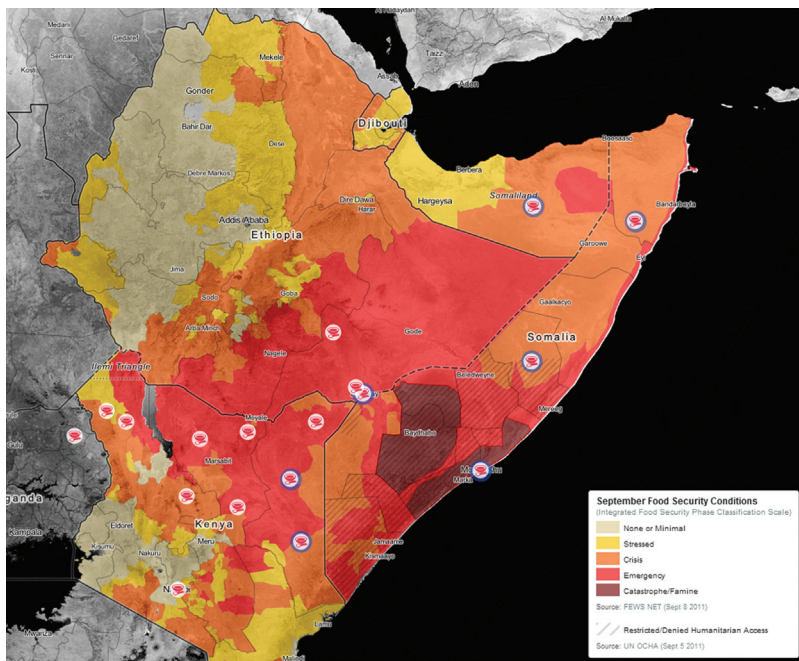 Medani
Gedaref
Taizz
Al Mukalla
Sennar
Kosti
Mekele
Aden
Gonder
Bahir Dar
Djibouti
Dese
Boosaaso
Debre Markos
Berbera
Dire Dawa
Harar
Hargeysa
Somaliland
Bandarbeyla
Addis Ababa
Ethiopia
Garoowe
Jima
Goba
Sodo
Gaalkacyo
Arba Minch
Gode
Somalia
Nagele
Ilemi Triangle
Beledweyne
Mereeg
Moyale
Baydhabo
Gulu
Marsabit
Marka
Eldoret
Kenya
Kampala
Meru
Kisumu
Nakuru
Jamaame
Kismaayo
Lamu
Mwanza
September Food Security Conditions
(Integrated Food Security Phase Classification Scale)
None or Minimal
Stressed
Crisis
Emergency
Catastrophe/Famine
Source: FEWS NET (Sept 8 2011)
Restricted/Denied Humanitarian Access
Source: UN OCHA (Sept 5 2011)